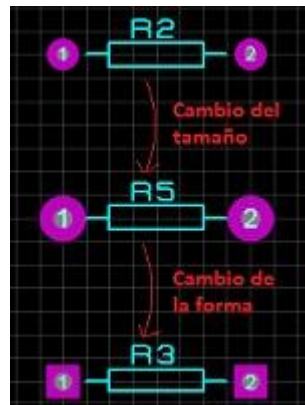 R2
1 2
Cambio del
tamaño
R5
1 2
Cambio de
la forma
R3
1 2